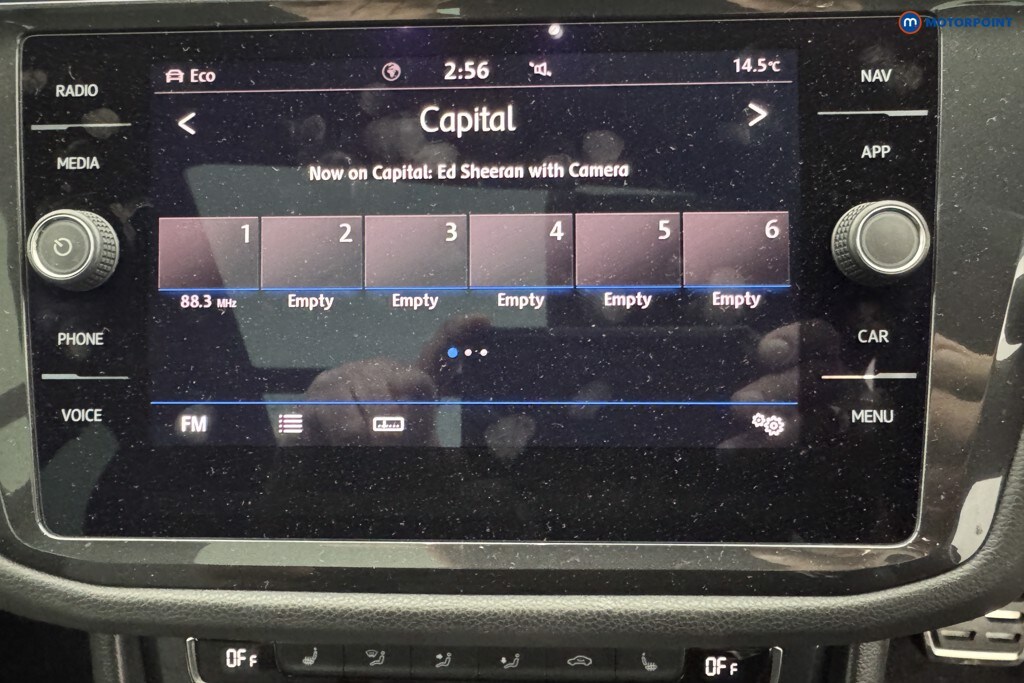 MOTORPOINT
RADIO
MEDIA
PHONE
VOICE
Eco
2:56
14.5°C
< Capital >
Now on Capital: Ed Sheeran with Camera
1 2 3 4 5 6
88.3 MHz Empty Empty Empty Empty Empty
FM
NAV
APP
CAR
MENU
OFF
OFF